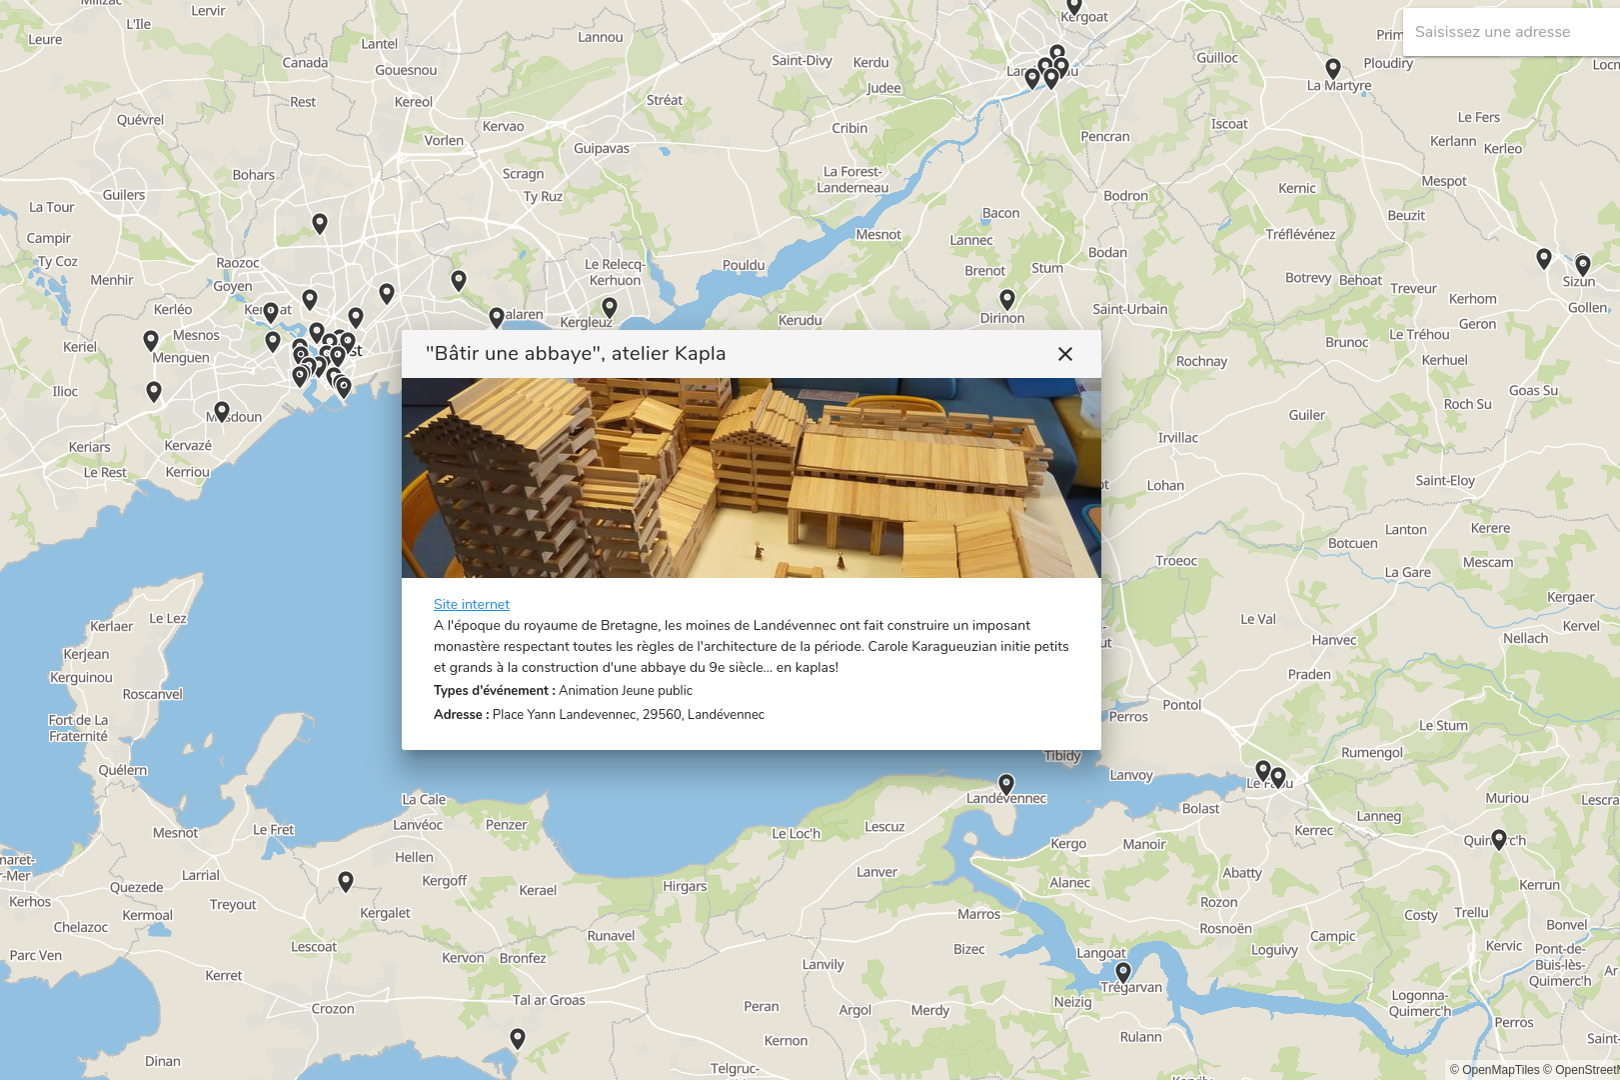 L'Ile
Lervir
Kergoat
Leure
Lantel
Lannou
Saisissez une adresse
Canada
Gouesnou
Saint-Divy
Kerdu
Guilloc
Ploudiry
Judee
La Martyre
Rest
Kereol
Stréat
Quévrel
Kervao
Cribin
Pencran
Iscoat
Le Fers
Vorlen
Guipavas
Kerlann
Kerleo
Bohars
Scragn
La Forest-
Landerneau
Mespot
Guilers
Ty Ruz
Bodron
Kernic
La Tour
Bacon
Beuzit
Campir
Mesnot
Lannec
Tréflévénez
Ty Coz
Raozoc
Le Relecq-
Kerhuon
Pouldu
Brenot
Stum
Bodan
Menhir
Goyen
Botrevy
Behoat
Treveur
Sizun
Kerléo
Kergleuz
Kerudu
Dirinon
Saint-Urbain
Kerhom
Gollen
Mesnos
Geron
Keriel
Menguen
Le Tréhou
Brunoc
"Bâtir une abbaye", atelier Kapla
Rochnay
Kerhuel
Ilioc
Goas Su
Roch Su
Guiler
Keriars
Kervazé
Irvillac
Le Rest
Kerriou
Lohan
Saint-Eloy
Lanton
Kerere
Botcuen
Troeoc
La Gare
Mescam
Site internet
A l'époque du royaume de Bretagne, les moines de Landévennec ont fait construire un imposant
monastère respectant toutes les règles de l'architecture de la période. Carole Karagueuzian initie petits
et grands à la construction d'une abbaye du 9e siècle... en kaplas!
Types d'événement : Animation Jeune public
Adresse : Place Yann Landevennec, 29560, Landévennec
Kergaer
Le Lez
Kerlaer
Le Val
Kervel
Hanvec
Nellach
Kerjean
Kerguinou
Praden
Roscanvel
Pontol
Perros
Fort de La
Fraternité
Le Stum
Tibidy
Rumengol
Quélern
Lanvoy
La Cale
Landévennec
Bolast
Muriou
Lanneg
Mesnot
Le Fret
Lanvéoc
Penzer
Le Loc'h
Lescuz
Kerrec
Kergo
Manoir
Hellen
Larrial
Quezede
Kergoff
Kerael
Hirgars
Lanver
Alanec
Abatty
Kerrun
Kerhos
Treyout
Kermoal
Kergalet
Marros
Rozon
Costy
Trellu
Chelazoc
Rosnoën
Bonvel
Runavel
Campic
Lescoat
Bizec
Langoat
Loguivy
Kervic
Parc Ven
Kervon
Bronfez
Lanvily
Pont-de-
Buis-lès-
Quimerc'h
Kerret
Trégarvan
Tal ar Groas
Neizig
Logonna-
Quimerc'h
Crozon
Peran
Argol
Merdy
Perros
Kernon
Rulann
Dinan
Telgruc-
© OpenMapTiles © OpenStreetM